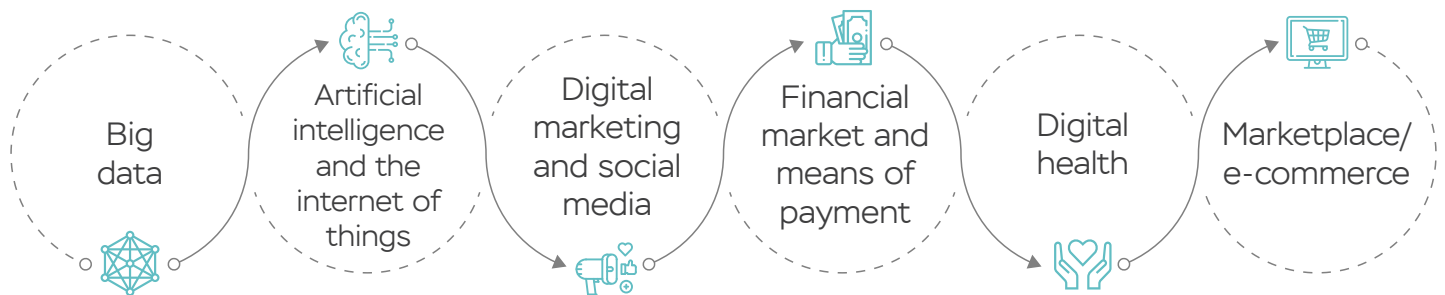 Big
data
Artificial
intelligence
and the
internet of
things
Digital
marketing
and social
media
Financial
market and
means of
payment
Digital
health
Marketplace/
e-commerce